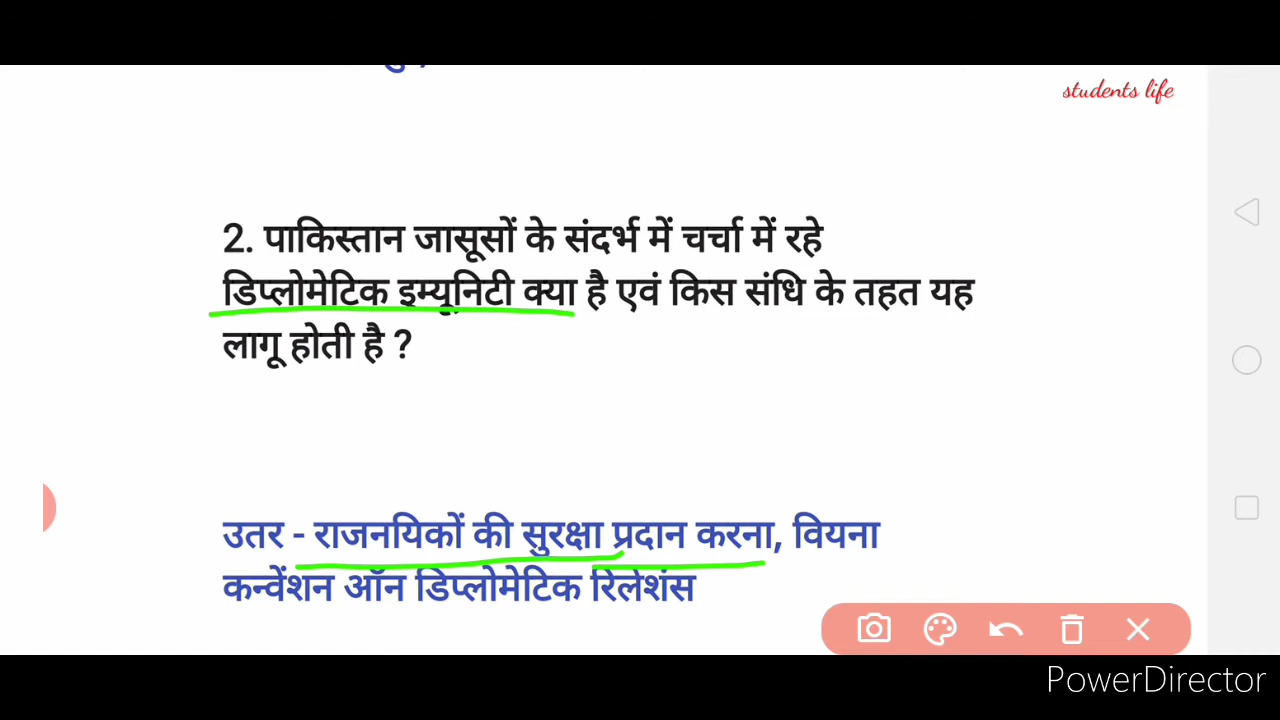 students life
2. पाकिस्तान जासूसों के संदर्भ में चर्चा में रहे
डिप्लोमेटिक इम्यूनिटी क्या है एवं किस संधि के तहत यह
लागू होती है ?
उतर - राजनयिकों की सुरक्षा प्रदान करना, वियना
कन्वेंशन ऑन डिप्लोमेटिक रिलेशंस
PowerDirector